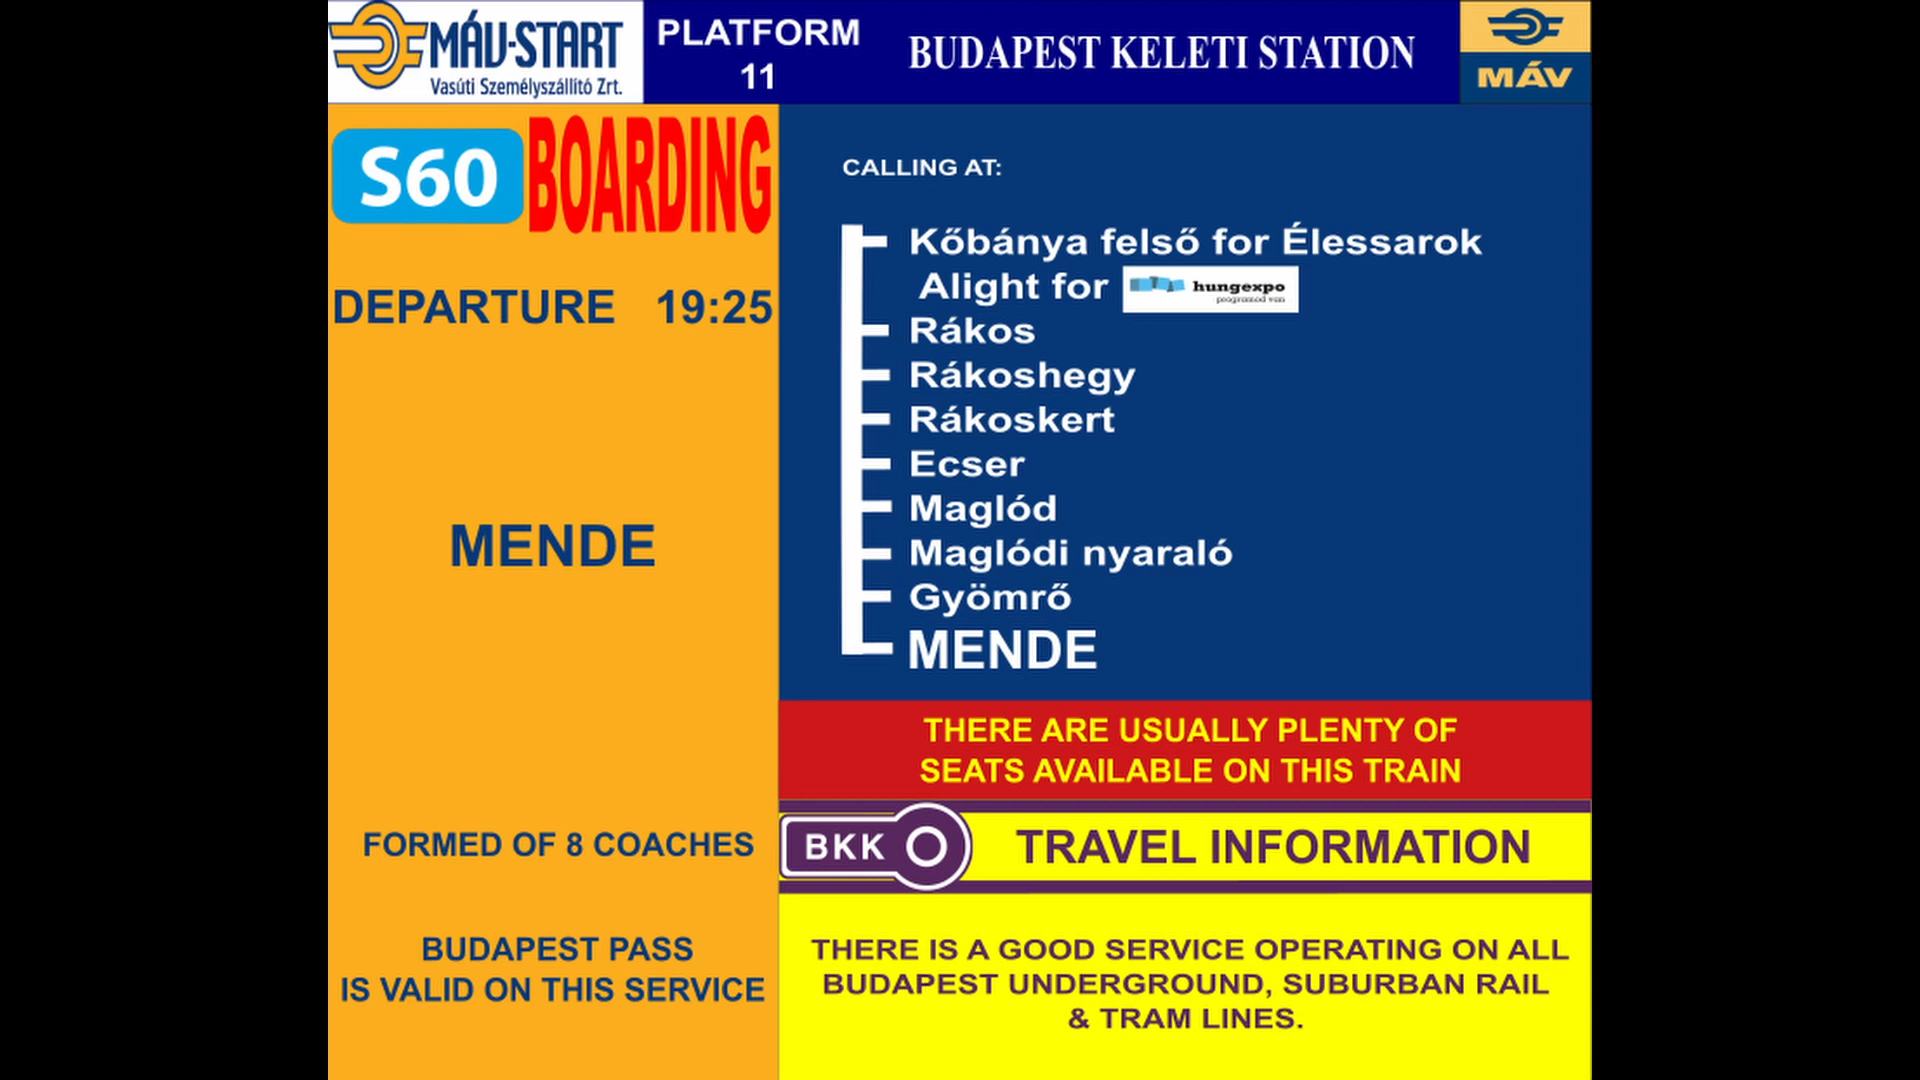 MÁV-START
Vasúti Személyszállító Zrt.
PLATFORM
11
BUDAPEST KELETI STATION
MÁV
S60
BOARDING
DEPARTURE 19:25
MENDE
FORMED OF 8 COACHES
BUDAPEST PASS
IS VALID ON THIS SERVICE
CALLING AT:
Kőbánya felső for Élessarok
Alight for hungexpo
programod van
Rákos
Rákoshegy
Rákoskert
Ecser
Maglód
Maglódi nyaraló
Gyömrő
MENDE
THERE ARE USUALLY PLENTY OF
SEATS AVAILABLE ON THIS TRAIN
BKK
TRAVEL INFORMATION
THERE IS A GOOD SERVICE OPERATING ON ALL
BUDAPEST UNDERGROUND, SUBURBAN RAIL
& TRAM LINES.